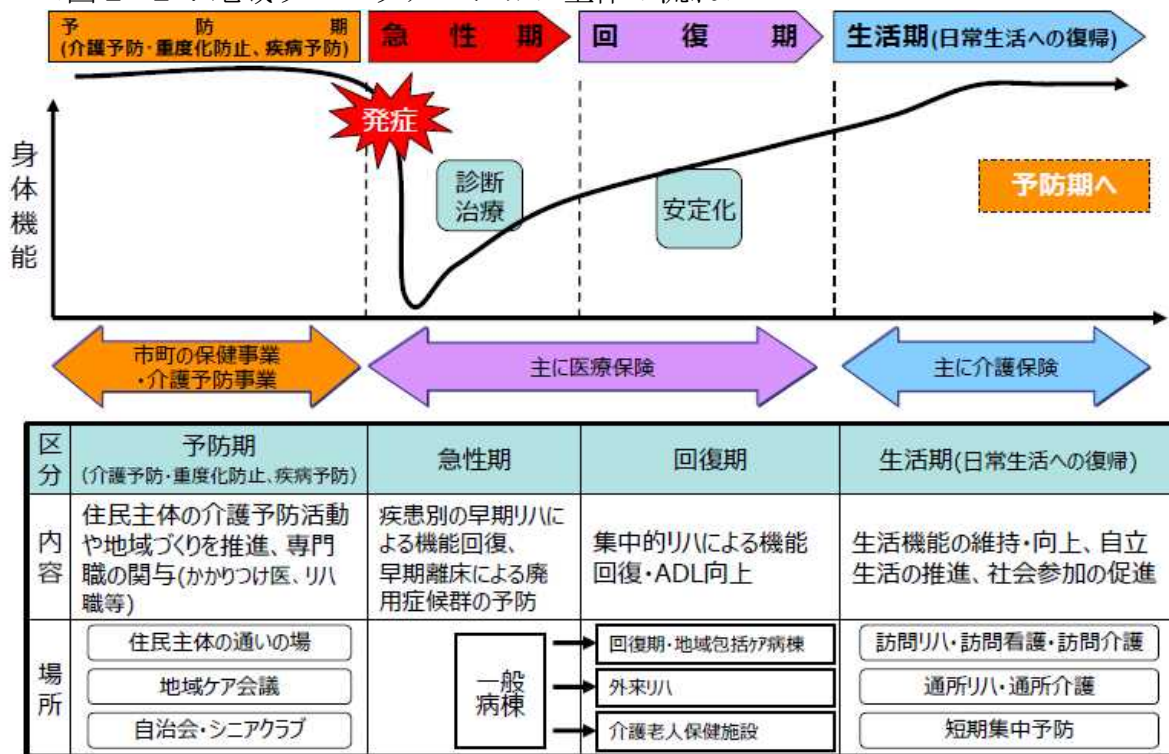 予防期
(介護予防・重度化防止、疾病予防)
急性期
回復期
生活期(日常生活への復帰)
発症
身体機能
診断
治療
安定化
予防期へ
市町の保健事業
・介護予防事業
主に医療保険
主に介護保険
区分
予防期
(介護予防・重度化防止、疾病予防)
急性期
回復期
生活期(日常生活への復帰)
内容
住民主体の介護予防活動
や地域づくりを推進、専門
職の関与(かかりつけ医、リハ
職等)
疾患別の早期リハに
よる機能回復、
早期離床による廃
用症候群の予防
集中的リハによる機能
回復・ADL向上
生活機能の維持・向上、自立
生活の推進、社会参加の促進
場所
住民主体の通いの場
地域ケア会議
自治会・シニアクラブ
一般
病棟
回復期・地域包括ケア病棟
外来リハ
介護老人保健施設
訪問リハ・訪問看護・訪問介護
通所リハ・通所介護
短期集中予防